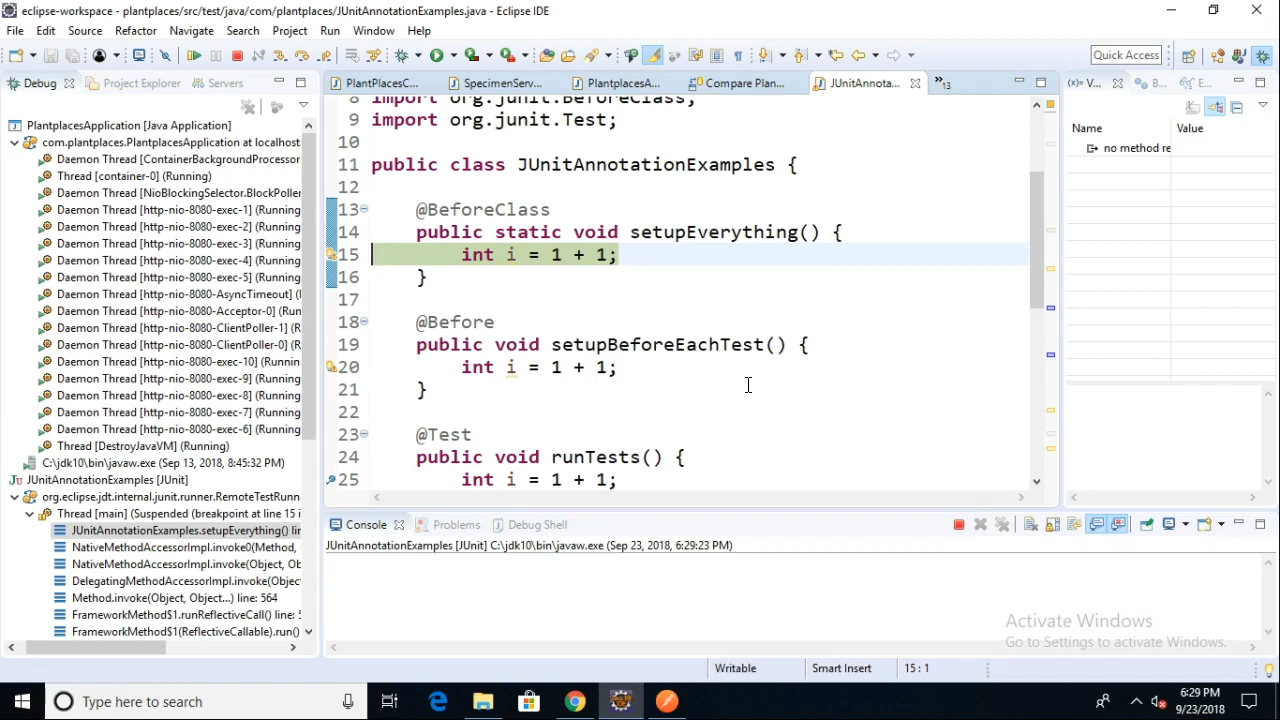 eclipse-workspace - plantplaces/src/test/java/com/plantplaces/JUnitAnnotationExamples.java - Eclipse IDE
File Edit Source Refactor Navigate Search Project Run Window Help
Quick Access
Debug Project Explorer Servers
PlantplacesApplication [Java Application]
com.plantplaces.PlantplacesApplication at localhost
Daemon Thread [ContainerBackgroundProcessor
Thread [container-0] (Running)
Daemon Thread [NioBlockingSelector.BlockPoller
Daemon Thread [http-nio-8080-exec-1] (Running
Daemon Thread [http-nio-8080-exec-2] (Running
Daemon Thread [http-nio-8080-exec-3] (Running
Daemon Thread [http-nio-8080-exec-4] (Running
Daemon Thread [http-nio-8080-exec-5] (Running
Daemon Thread [http-nio-8080-AsyncTimeout] (
Daemon Thread [http-nio-8080-Acceptor-0] (Run
Daemon Thread [http-nio-8080-ClientPoller-1] (R
Daemon Thread [http-nio-8080-ClientPoller-0] (R
Daemon Thread [http-nio-8080-exec-10] (Runnin
Daemon Thread [http-nio-8080-exec-9] (Running
Daemon Thread [http-nio-8080-exec-8] (Running
Daemon Thread [http-nio-8080-exec-7] (Running
Daemon Thread [http-nio-8080-exec-6] (Running
Thread [DestroyJavaVM] (Running)
C:\jdk10\bin\javaw.exe (Sep 13, 2018, 8:45:32 PM)
JUnitAnnotationExamples [JUnit]
org.eclipse.jdt.internal.junit.runner.RemoteTestRunn
Thread [main] (Suspended (breakpoint at line 15 i
JUnitAnnotationExamples.setupEverything() lin
NativeMethodAccessorImpl.invoke0(Method,
NativeMethodAccessorImpl.invoke(Object, Ob
DelegatingMethodAccessorImpl.invoke(Object
Method.invoke(Object, Object...) line: 564
FrameworkMethod$1.runReflectiveCall() line: 5
FrameworkMethod$1(ReflectiveCallable).run()
PlantPlacesC... SpecimenServ... PlantplacesA... Compare Plan... JUnitAnnota... »13
8 import org.junit.BeforeClass;
9 import org.junit.Test;
10
11 public class JUnitAnnotationExamples {
12
13 @BeforeClass
14 public static void setupEverything() {
15 int i = 1 + 1;
16 }
17
18 @Before
19 public void setupBeforeEachTest() {
20 int i = 1 + 1;
21 }
22
23 @Test
24 public void runTests() {
25 int i = 1 + 1;
(x)= V... B... E...
Name Value
no method re
Console Problems Debug Shell
JUnitAnnotationExamples [JUnit] C:\jdk10\bin\javaw.exe (Sep 23, 2018, 6:29:23 PM)
Activate Windows
Go to Settings to activate Windows.
Writable Smart Insert 15 : 1
Type here to search
6:29 PM
9/23/2018